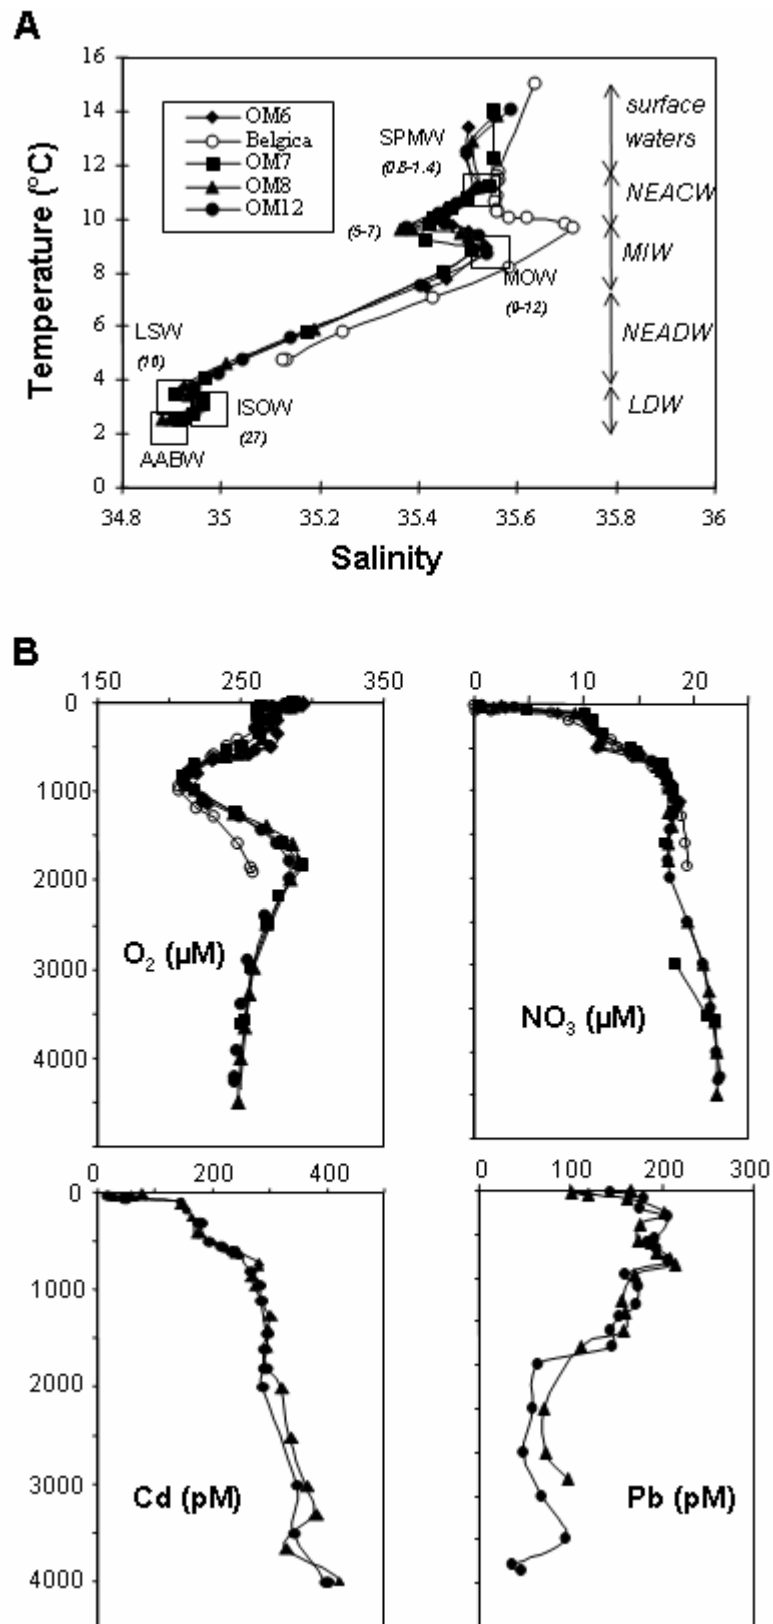 A
Temperature (°C)
16
14
12
10
8
6
4
2
0
OM6
Belgica
OM7
OM8
OM12
SPMW
(0.8-1.4)
(5-7)
MOW
(9-12)
LSW
(16)
ISOW
(27)
AABW
surface
waters
NEACW
MIW
NEADW
LDW
34.8 35 35.2 35.4 35.6 35.8 36
Salinity
B
150 250 350
0
1000
2000
3000
4000
O2 (µM)
0 10 20
NO3 (µM)
0 200 400
0
1000
2000
3000
4000
Cd (pM)
0 100 200 300
Pb (pM)